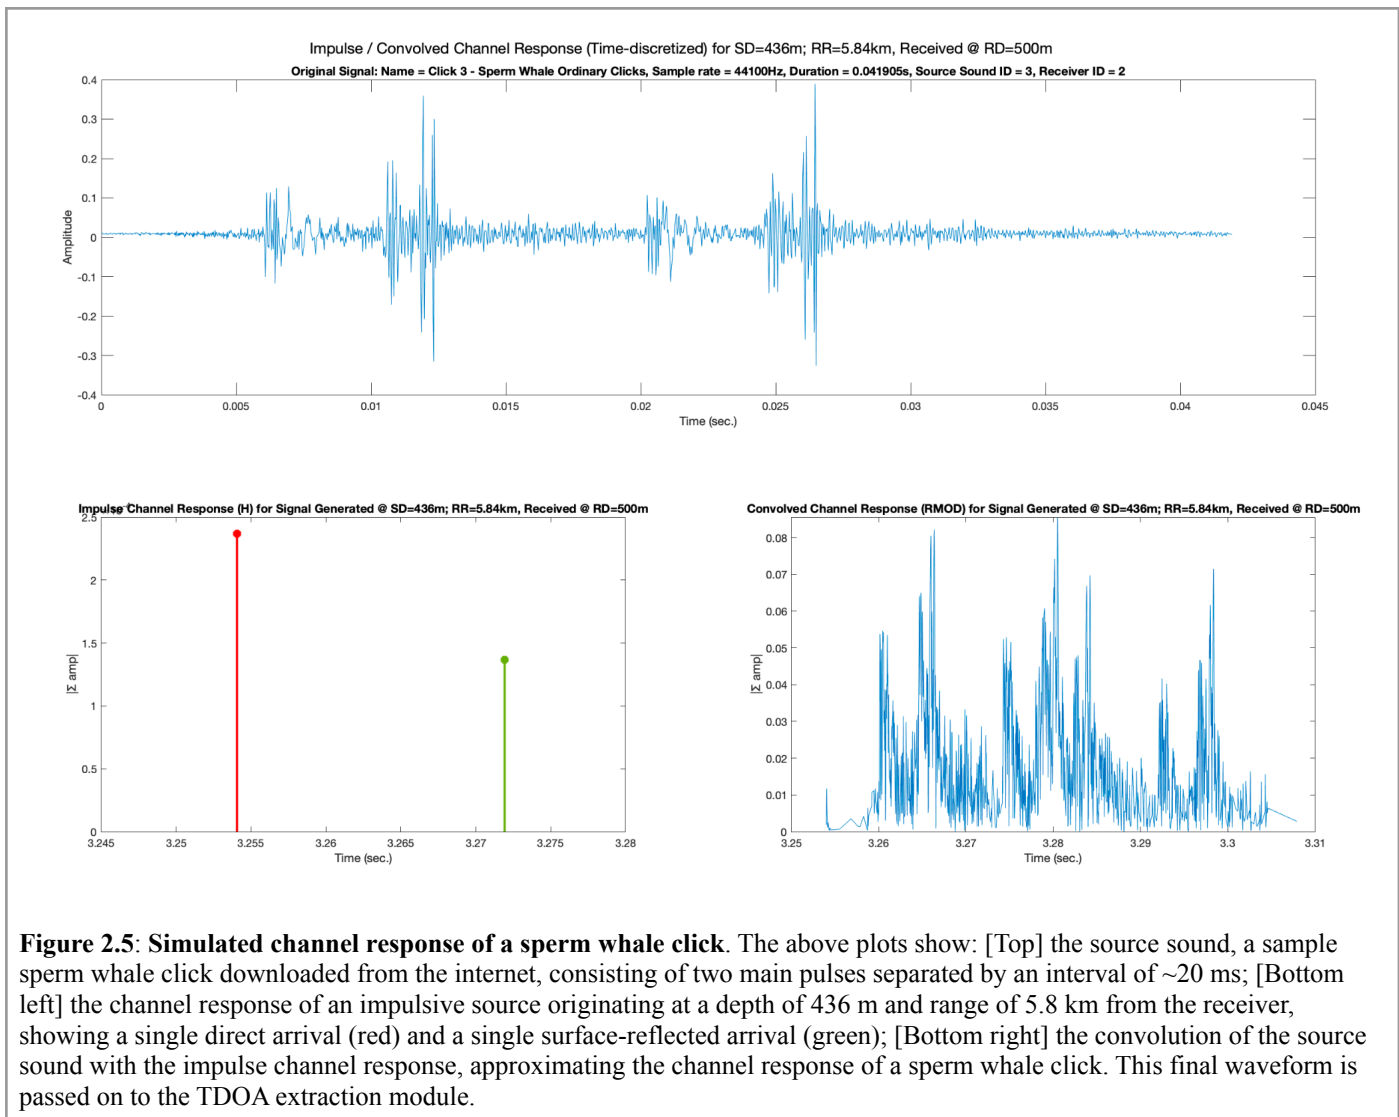 Impulse / Convolved Channel Response (Time-discretized) for SD=436m; RR=5.84km, Received @ RD=500m
Original Signal: Name = Click 3 - Sperm Whale Ordinary Clicks, Sample rate = 44100Hz, Duration = 0.041905s, Source Sound ID = 3, Receiver ID = 2
0.4
0.3
0.2
0.1
0
-0.1
-0.2
-0.3
-0.4
Amplitude
0 0.005 0.01 0.015 0.02 0.025 0.03 0.035 0.04 0.045
Time (sec.)
Impulse Channel Response (H) for Signal Generated @ SD=436m; RR=5.84km, Received @ RD=500m
2.5
2
1.5
1
0.5
0
|Σ amp|
3.245 3.25 3.255 3.26 3.265 3.27 3.275 3.28
Time (sec.)
Convolved Channel Response (RMOD) for Signal Generated @ SD=436m; RR=5.84km, Received @ RD=500m
0.08
0.07
0.06
0.05
0.04
0.03
0.02
0.01
0
|Σ amp|
3.25 3.26 3.27 3.28 3.29 3.3 3.31
Time (sec.)
Figure 2.5: Simulated channel response of a sperm whale click. The above plots show: [Top] the source sound, a sample
sperm whale click downloaded from the internet, consisting of two main pulses separated by an interval of ~20 ms; [Bottom
left] the channel response of an impulsive source originating at a depth of 436 m and range of 5.8 km from the receiver,
showing a single direct arrival (red) and a single surface-reflected arrival (green); [Bottom right] the convolution of the source
sound with the impulse channel response, approximating the channel response of a sperm whale click. This final waveform is
passed on to the TDOA extraction module.